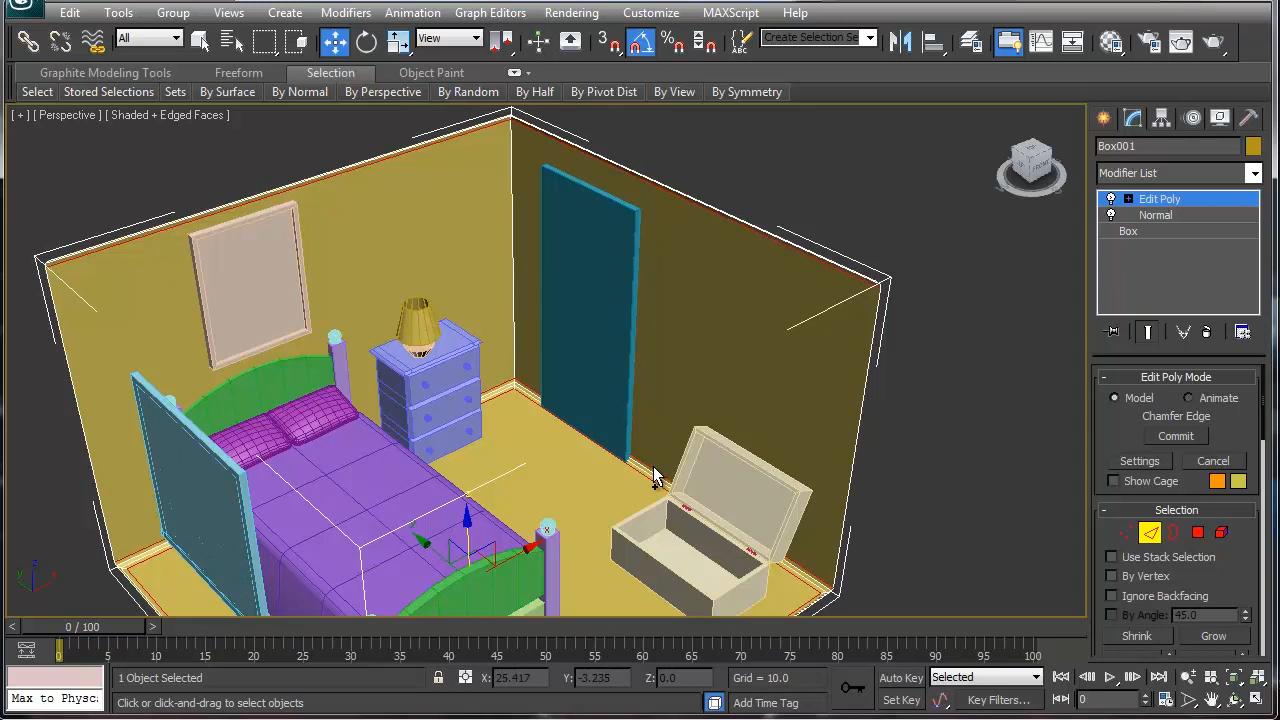 Edit Tools Group Views Create Modifiers Animation Graph Editors Rendering Customize MAXScript Help
All View 3 Create Selection Se
Graphite Modeling Tools Freeform Selection Object Paint
Select Stored Selections Sets By Surface By Normal By Perspective By Random By Half By Pivot Dist By View By Symmetry
[ + ] [ Perspective ] [ Shaded + Edged Faces ]
Box001
Modifier List
Edit Poly
Normal
Box
- Edit Poly Mode
Model Animate
Chamfer Edge
Commit
Settings Cancel
Show Cage
- Selection
Use Stack Selection
By Vertex
Ignore Backfacing
By Angle: 45.0
Shrink Grow
x
z
y x
< 0 / 100 >
0 5 10 15 20 25 30 35 40 45 50 55 60 65 70 75 80 85 90 95 100
1 Object Selected X: 25.417 Y: -3.235 Z: 0.0 Grid = 10.0 Auto Key Selected
Max to Physcs Click or click-and-drag to select objects Add Time Tag Set Key Key Filters... 0